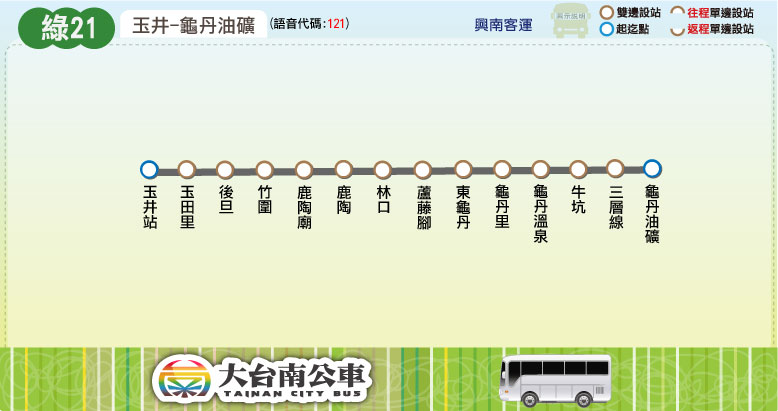 綠21
玉井-龜丹油礦
(語音代碼:121)
興南客運
圖示說明
雙邊設站
往程單邊設站
起迄點
返程單邊設站
玉井站
玉田里
後旦
竹圍
鹿陶廟
鹿陶
林口
蘆藤腳
東龜丹
龜丹里
龜丹溫泉
牛坑
三層線
龜丹油礦
大台南公車
TAINAN CITY BUS